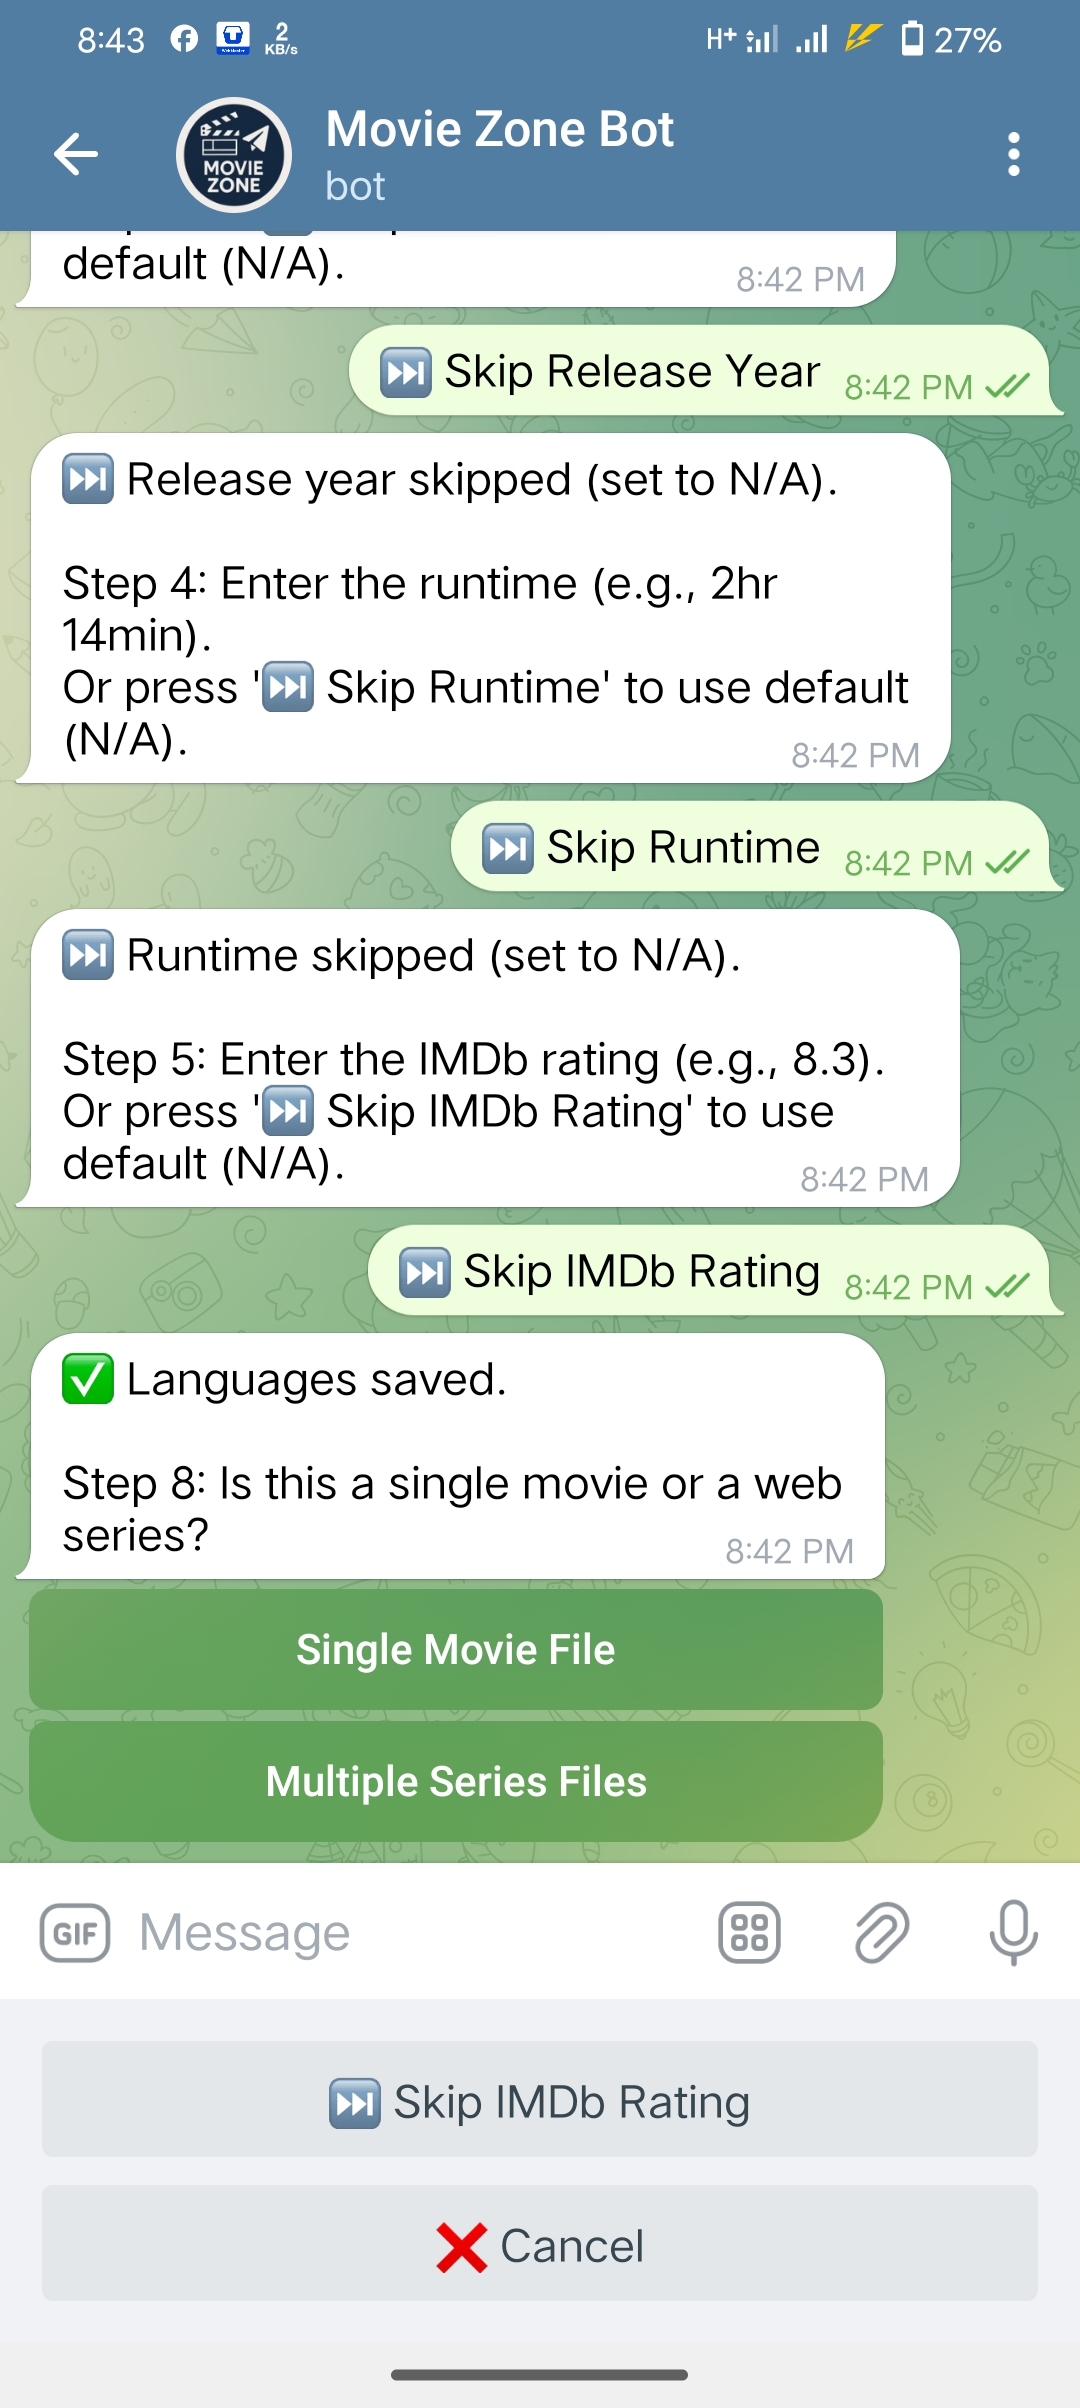 8:43 2 KB/s H+ 27%
MOVIE ZONE
Movie Zone Bot
bot
default (N/A).
8:42 PM
⏭ Skip Release Year 8:42 PM
⏭ Release year skipped (set to N/A).
Step 4: Enter the runtime (e.g., 2hr
14min).
Or press '⏭ Skip Runtime' to use default
(N/A).
8:42 PM
⏭ Skip Runtime 8:42 PM
⏭ Runtime skipped (set to N/A).
Step 5: Enter the IMDb rating (e.g., 8.3).
Or press '⏭ Skip IMDb Rating' to use
default (N/A).
8:42 PM
⏭ Skip IMDb Rating 8:42 PM
✅ Languages saved.
Step 8: Is this a single movie or a web
series?
8:42 PM
Single Movie File
Multiple Series Files
GIF Message
⏭ Skip IMDb Rating
❌ Cancel